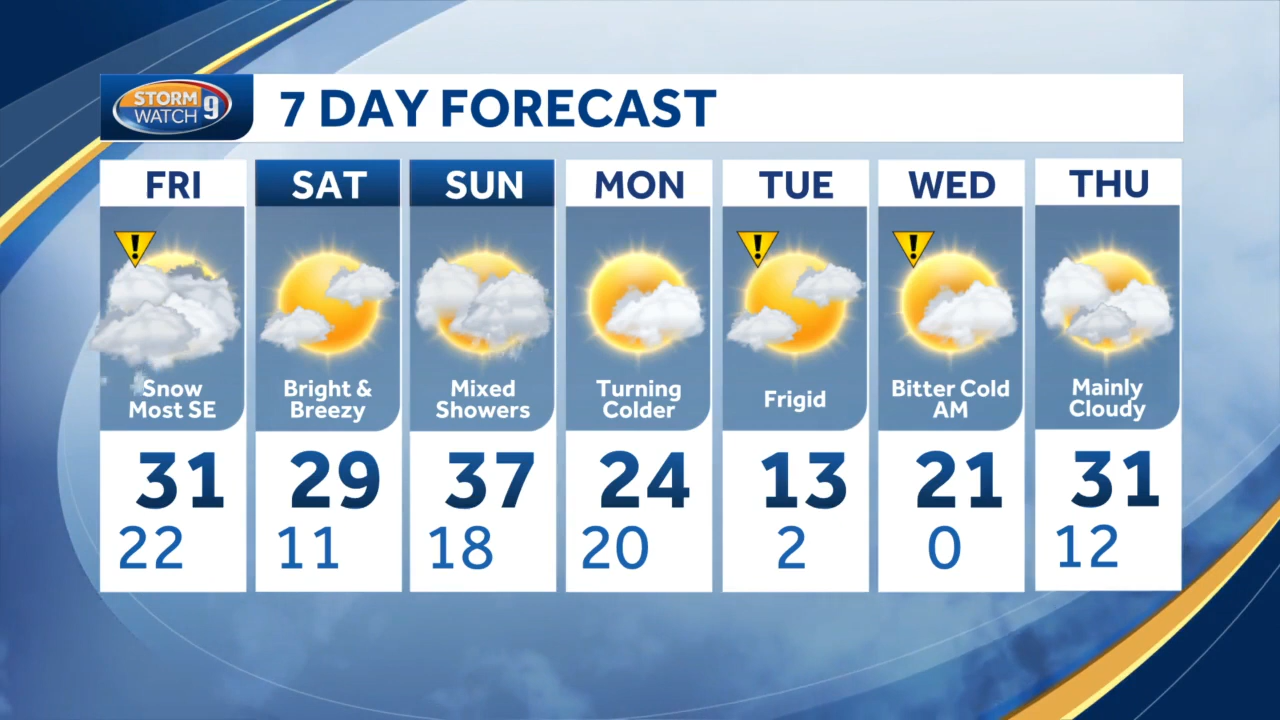 STORM
WATCH 9
7 DAY FORECAST
FRI
SAT
SUN
MON
TUE
WED
THU
!
!
!
Snow
Most SE
Bright &
Breezy
Mixed
Showers
Turning
Colder
Frigid
Bitter Cold
AM
Mainly
Cloudy
31
29
37
24
13
21
31
22
11
18
20
2
0
12